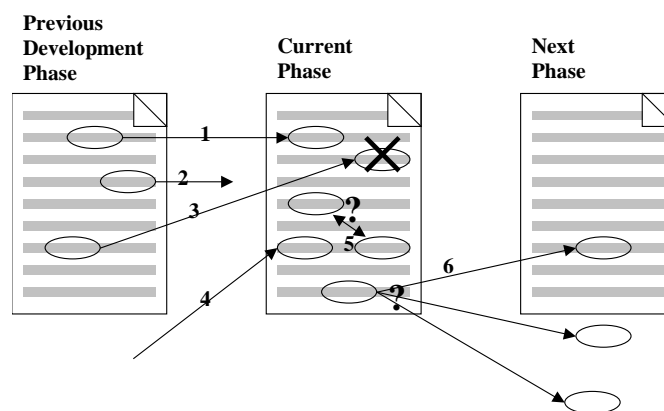 Previous
Development
Phase
Current
Phase
Next
Phase
1
2
3
?
5
6
4
?